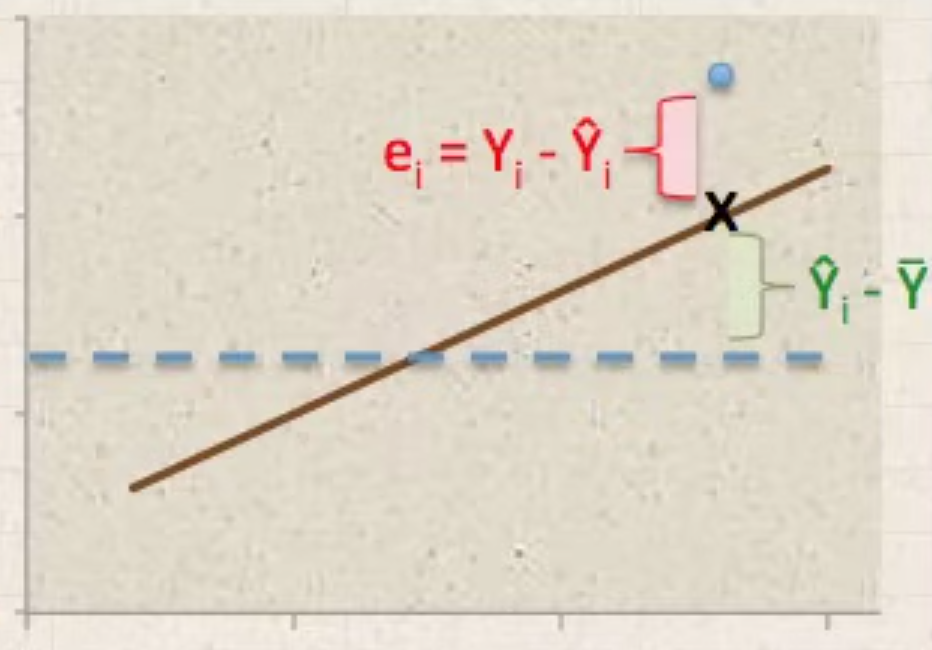 eᵢ = Yᵢ - Ŷᵢ
X
Ŷᵢ - Ȳ